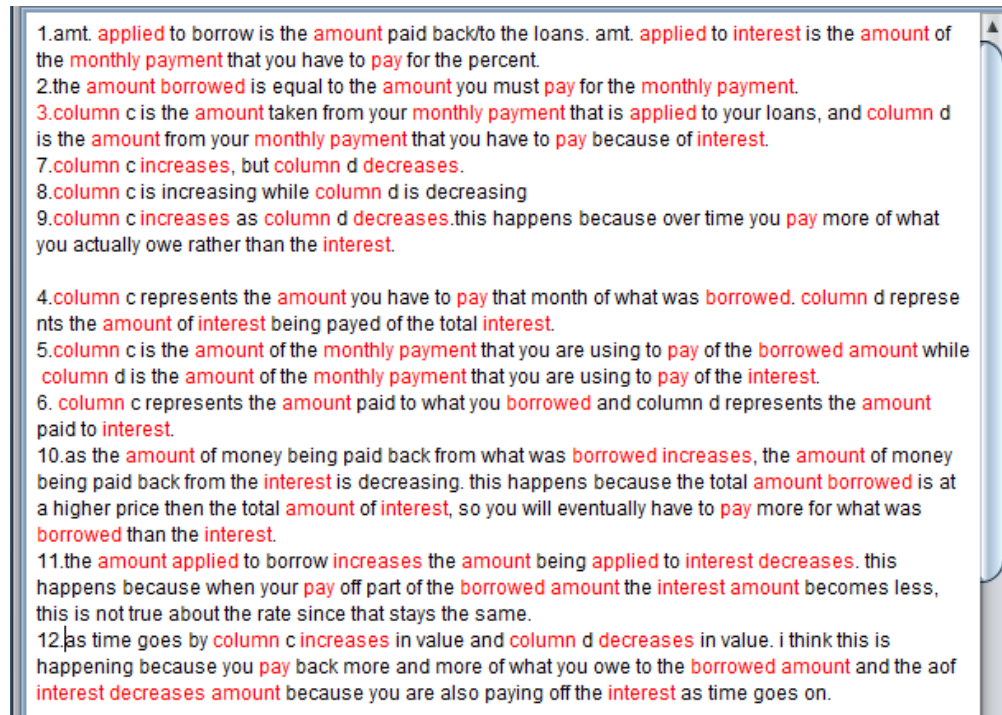 1.amt. applied to borrow is the amount paid back/to the loans. amt. applied to interest is the amount of
the monthly payment that you have to pay for the percent.
2.the amount borrowed is equal to the amount you must pay for the monthly payment.
3.column c is the amount taken from your monthly payment that is applied to your loans, and column d
is the amount from your monthly payment that you have to pay because of interest.
7.column c increases, but column d decreases.
8.column c is increasing while column d is decreasing
9.column c increases as column d decreases.this happens because over time you pay more of what
you actually owe rather than the interest.
4.column c represents the amount you have to pay that month of what was borrowed. column d represe
nts the amount of interest being payed of the total interest.
5.column c is the amount of the monthly payment that you are using to pay of the borrowed amount while
column d is the amount of the monthly payment that you are using to pay of the interest.
6. column c represents the amount paid to what you borrowed and column d represents the amount
paid to interest.
10.as the amount of money being paid back from what was borrowed increases, the amount of money
being paid back from the interest is decreasing. this happens because the total amount borrowed is at
a higher price then the total amount of interest, so you will eventually have to pay more for what was
borrowed than the interest.
11.the amount applied to borrow increases the amount being applied to interest decreases. this
happens because when your pay off part of the borrowed amount the interest amount becomes less,
this is not true about the rate since that stays the same.
12.as time goes by column c increases in value and column d decreases in value. i think this is
happening because you pay back more and more of what you owe to the borrowed amount and the aof
interest decreases amount because you are also paying off the interest as time goes on.